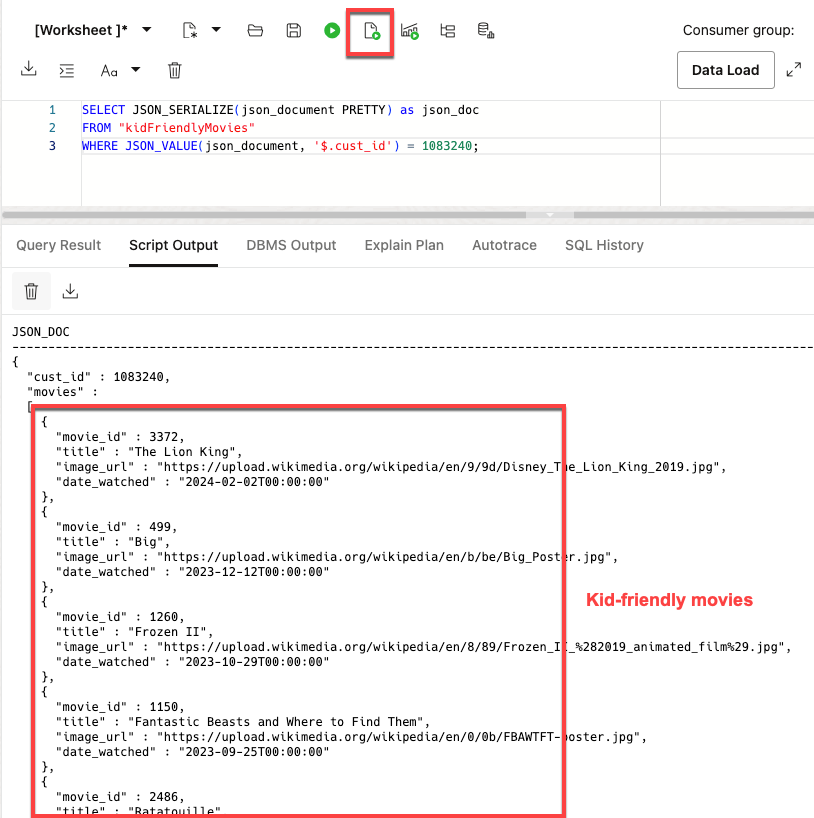 [Worksheet ]*
Consumer group:
Aa
Data Load
1 SELECT JSON_SERIALIZE(json_document PRETTY) as json_doc
2 FROM "kidFriendlyMovies"
3 WHERE JSON_VALUE(json_document, '$.cust_id') = 1083240;
Query Result Script Output DBMS Output Explain Plan Autotrace SQL History
JSON_DOC
--------------------------------------------------------------------------------
{
"cust_id" : 1083240,
"movies" :
[
{
"movie_id" : 3372,
"title" : "The Lion King",
"image_url" : "https://upload.wikimedia.org/wikipedia/en/9/9d/Disney_The_Lion_King_2019.jpg",
"date_watched" : "2024-02-02T00:00:00"
},
{
"movie_id" : 499,
"title" : "Big",
"image_url" : "https://upload.wikimedia.org/wikipedia/en/b/be/Big_Poster.jpg",
"date_watched" : "2023-12-12T00:00:00"
},
Kid-friendly movies
{
"movie_id" : 1260,
"title" : "Frozen II",
"image_url" : "https://upload.wikimedia.org/wikipedia/en/8/89/Frozen_II_%282019_animated_film%29.jpg",
"date_watched" : "2023-10-29T00:00:00"
},
{
"movie_id" : 1150,
"title" : "Fantastic Beasts and Where to Find Them",
"image_url" : "https://upload.wikimedia.org/wikipedia/en/0/0b/FBAWTFT-poster.jpg",
"date_watched" : "2023-09-25T00:00:00"
},
{
"movie_id" : 2486,
"title" : "Ratatouille"